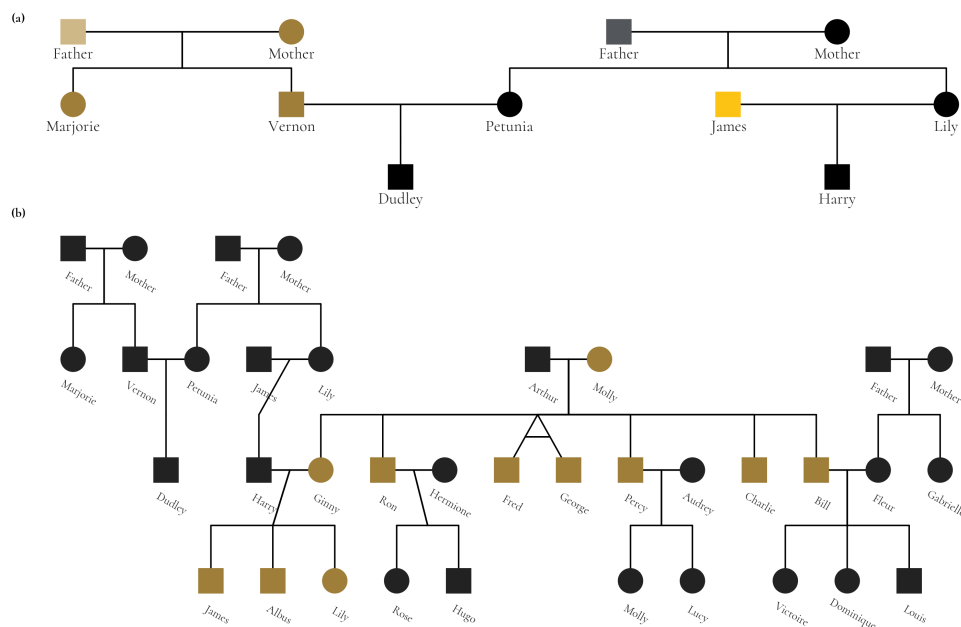 (a)
Father Mother Father Mother
Marjorie Vernon Petunia James Lily
Dudley Harry
(b)
Father Mother Father Mother
Marjorie Vernon Petunia James Lily Arthur Molly Father Mother
Dudley Harry Ginny Ron Hermione Fred George Percy Audrey Charlie Bill Fleur Gabrielle
James Albus Lily Rose Hugo Molly Lucy Victoire Dominique Louis